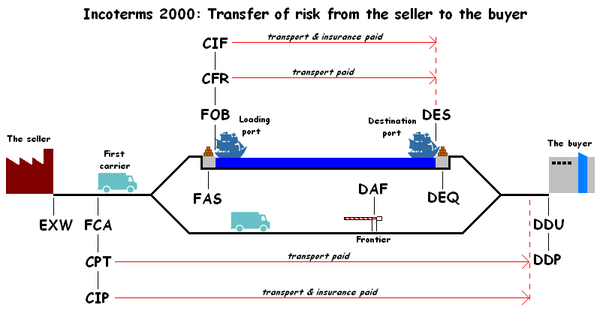 Incoterms 2000: Transfer of risk from the seller to the buyer
CIF
transport & insurance paid
CFR
transport paid
FOB
DES
Loading
port
Destination
port
The seller
First
carrier
The buyer
FAS
DAF
DEQ
EXW
FCA
Frontier
DDU
CPT
transport paid
DDP
CIP
transport & insurance paid